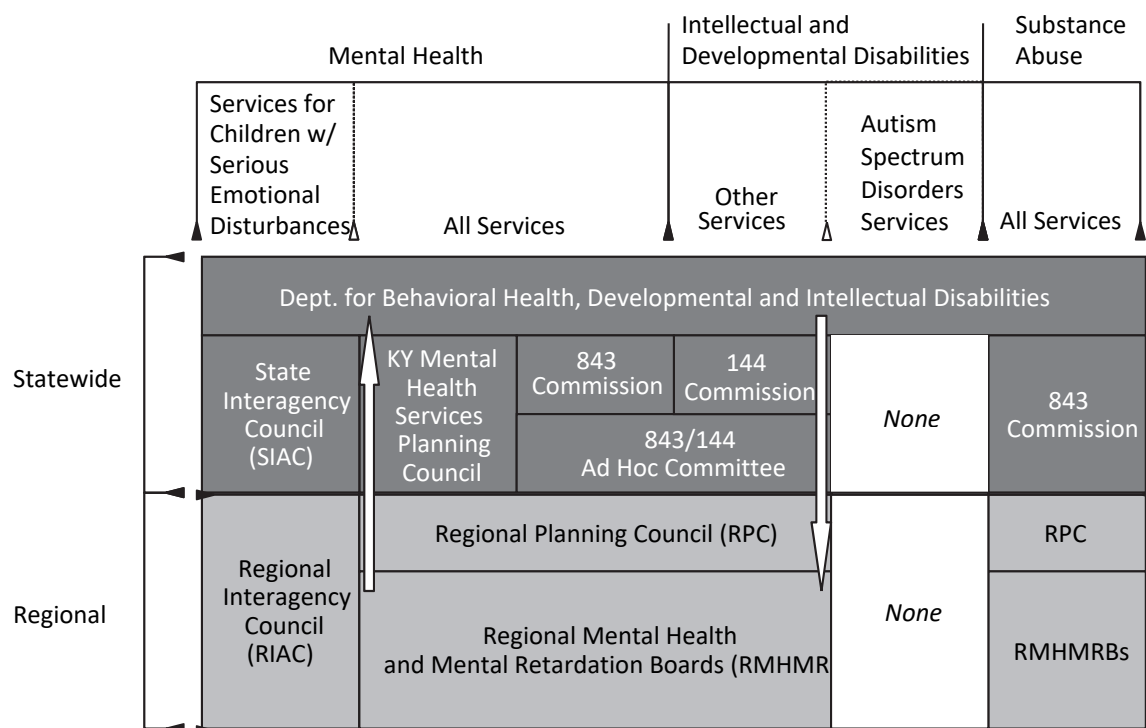 Mental Health
Intellectual and
Developmental Disabilities
Substance
Abuse
Services for
Children w/
Serious
Emotional
Disturbances
All Services
Other
Services
Autism
Spectrum
Disorders
Services
All Services
Statewide
Dept. for Behavioral Health, Developmental and Intellectual Disabilities
State
Interagency
Council
(SIAC)
KY Mental
Health
Services
Planning
Council
843
Commission
144
Commission
843/144
Ad Hoc Committee
None
843
Commission
Regional
Regional
Interagency
Council
(RIAC)
Regional Planning Council (RPC)
Regional Mental Health
and Mental Retardation Boards (RMHMR
None
RPC
RMHMRBs